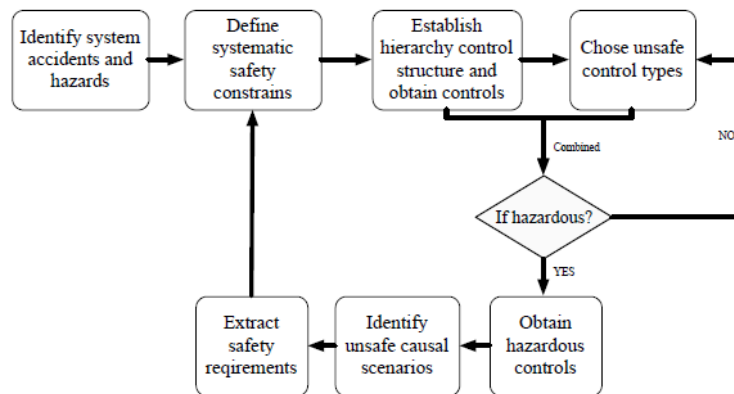 Identify system
accidents and
hazards
Define
systematic
safety
constrains
Establish
hierarchy control
structure and
obtain controls
Chose unsafe
control types
Combined
NO
If hazardous?
YES
Extract
safety
reqirements
Identify
unsafe causal
scenarios
Obtain
hazardous
controls